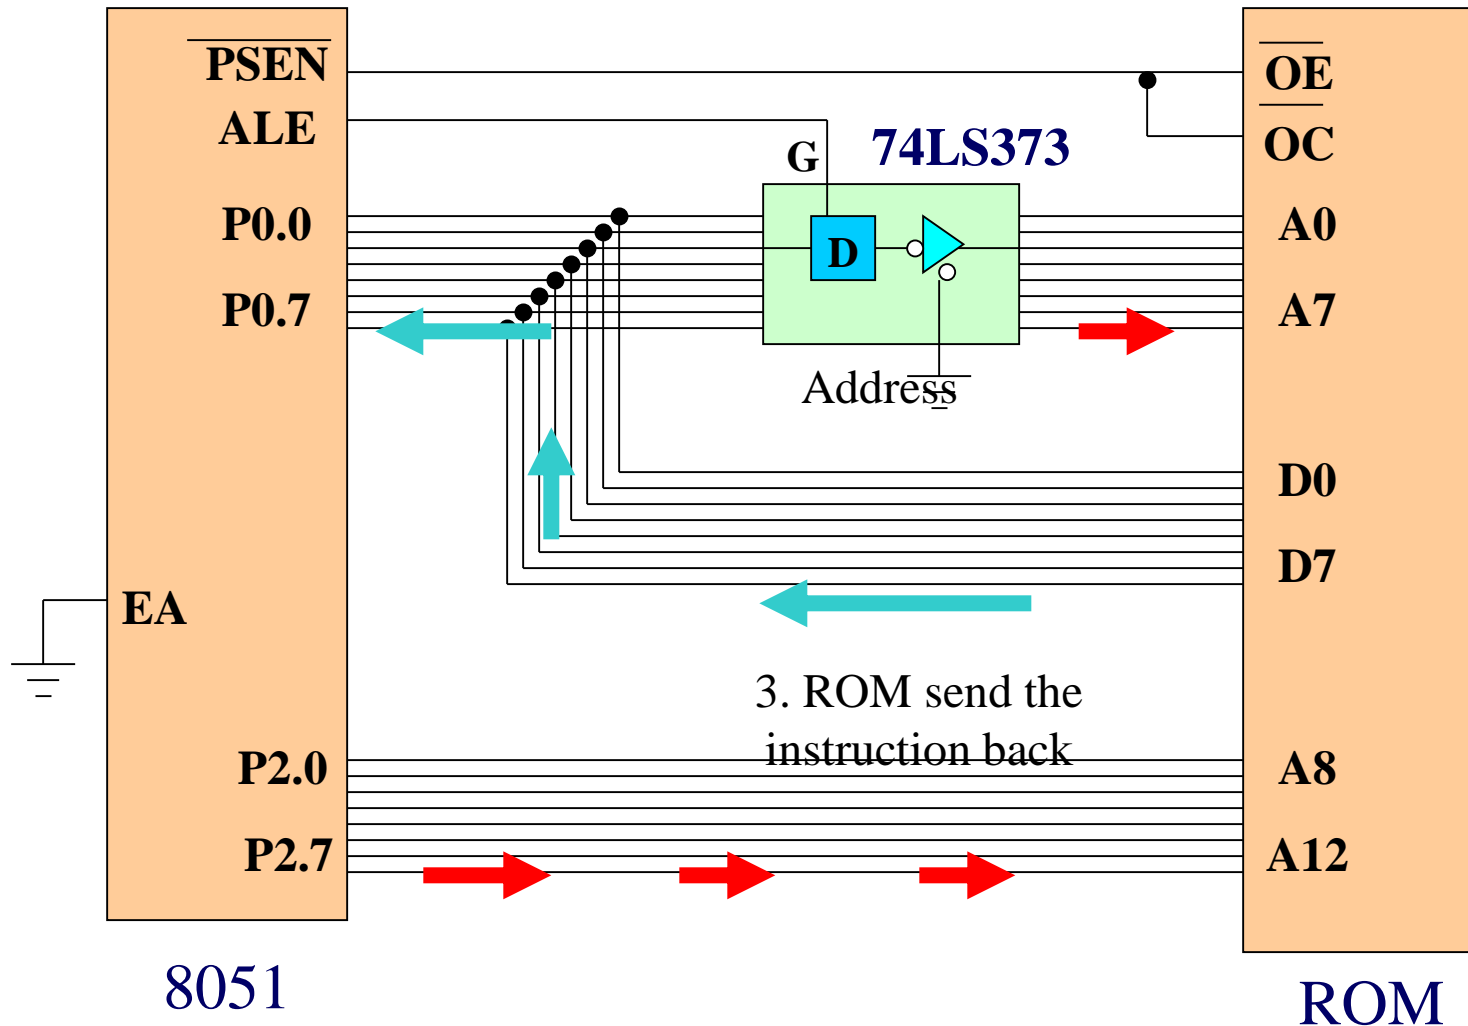 PSEN
ALE
P0.0
P0.7
EA
P2.0
P2.7
8051
G
74LS373
D
Address
3. ROM send the
instruction back
OE
OC
A0
A7
D0
D7
A8
A12
ROM